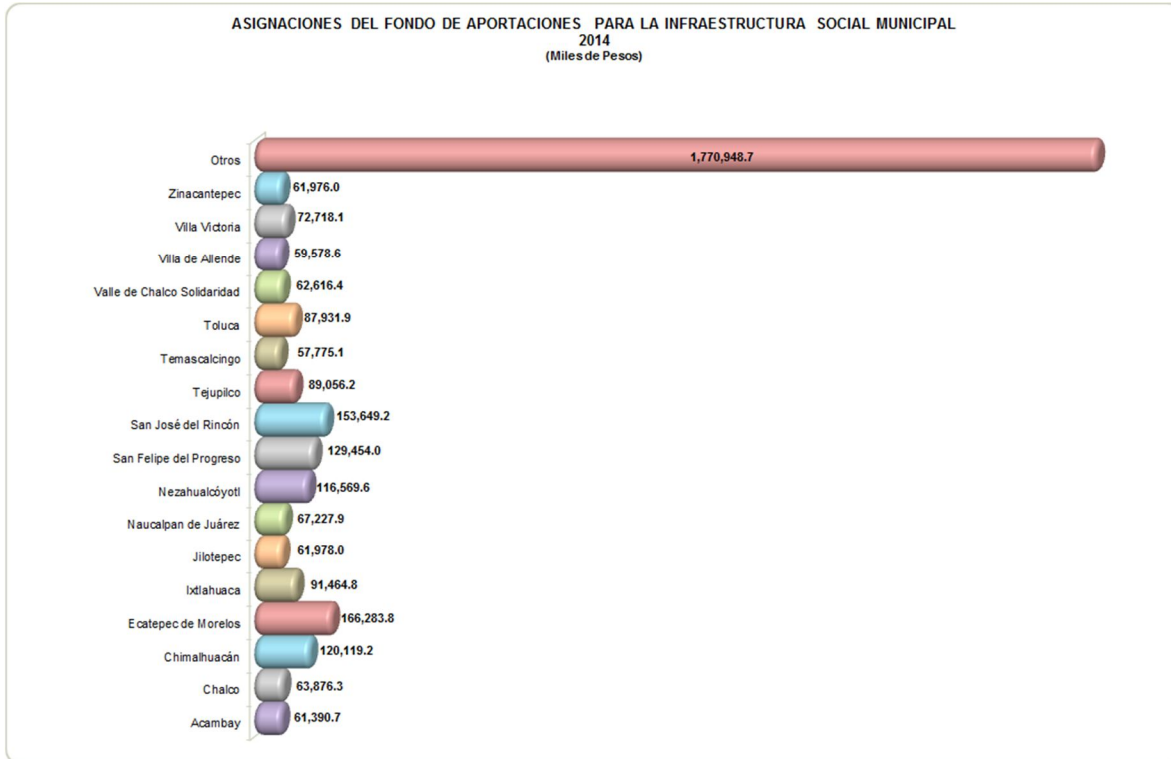 ASIGNACIONES DEL FONDO DE APORTACIONES PARA LA INFRAESTRUCTURA SOCIAL MUNICIPAL
2014
(Miles de Pesos)
Otros 1,770,948.7
Zinacantepec 61,976.0
Villa Victoria 72,718.1
Villa de Allende 59,578.6
Valle de Chalco Solidaridad 62,616.4
Toluca 87,931.9
Temascalcingo 57,775.1
Tejupilco 89,056.2
San José del Rincón 153,649.2
San Felipe del Progreso 129,454.0
Nezahualcóyotl 116,569.6
Naucalpan de Juárez 67,227.9
Jilotepec 61,978.0
Ixtlahuaca 91,464.8
Ecatepec de Morelos 166,283.8
Chimalhuacán 120,119.2
Chalco 63,876.3
Acambay 61,390.7